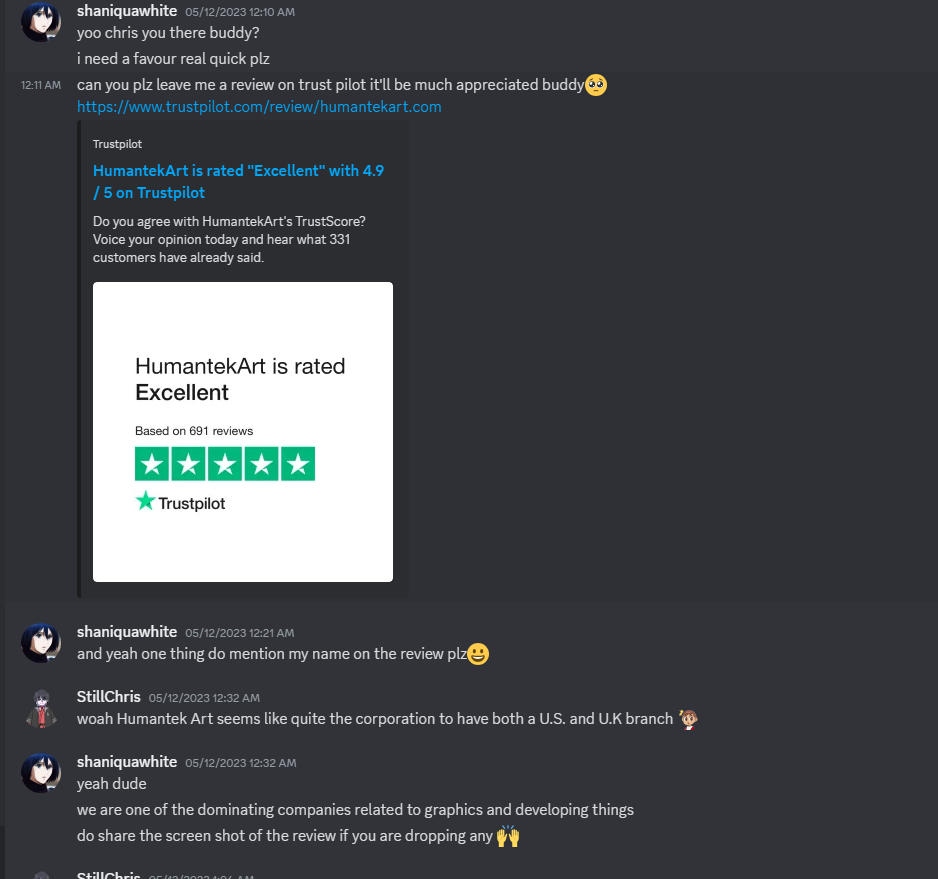 shaniquawhite 05/12/2023 12:10 AM
yoo chris you there buddy?
i need a favour real quick plz
12:11 AM can you plz leave me a review on trust pilot it'll be much appreciated buddy🥺
https://www.trustpilot.com/review/humantekart.com
Trustpilot
HumantekArt is rated "Excellent" with 4.9
/ 5 on Trustpilot
Do you agree with HumantekArt's TrustScore?
Voice your opinion today and hear what 331
customers have already said.
HumantekArt is rated
Excellent
Based on 691 reviews
Trustpilot
shaniquawhite 05/12/2023 12:21 AM
and yeah one thing do mention my name on the review plz😀
StillChris 05/12/2023 12:32 AM
woah Humantek Art seems like quite the corporation to have both a U.S. and U.K branch
shaniquawhite 05/12/2023 12:32 AM
yeah dude
we are one of the dominating companies related to graphics and developing things
do share the screen shot of the review if you are dropping any 🙌
StillChris 05/12/2023